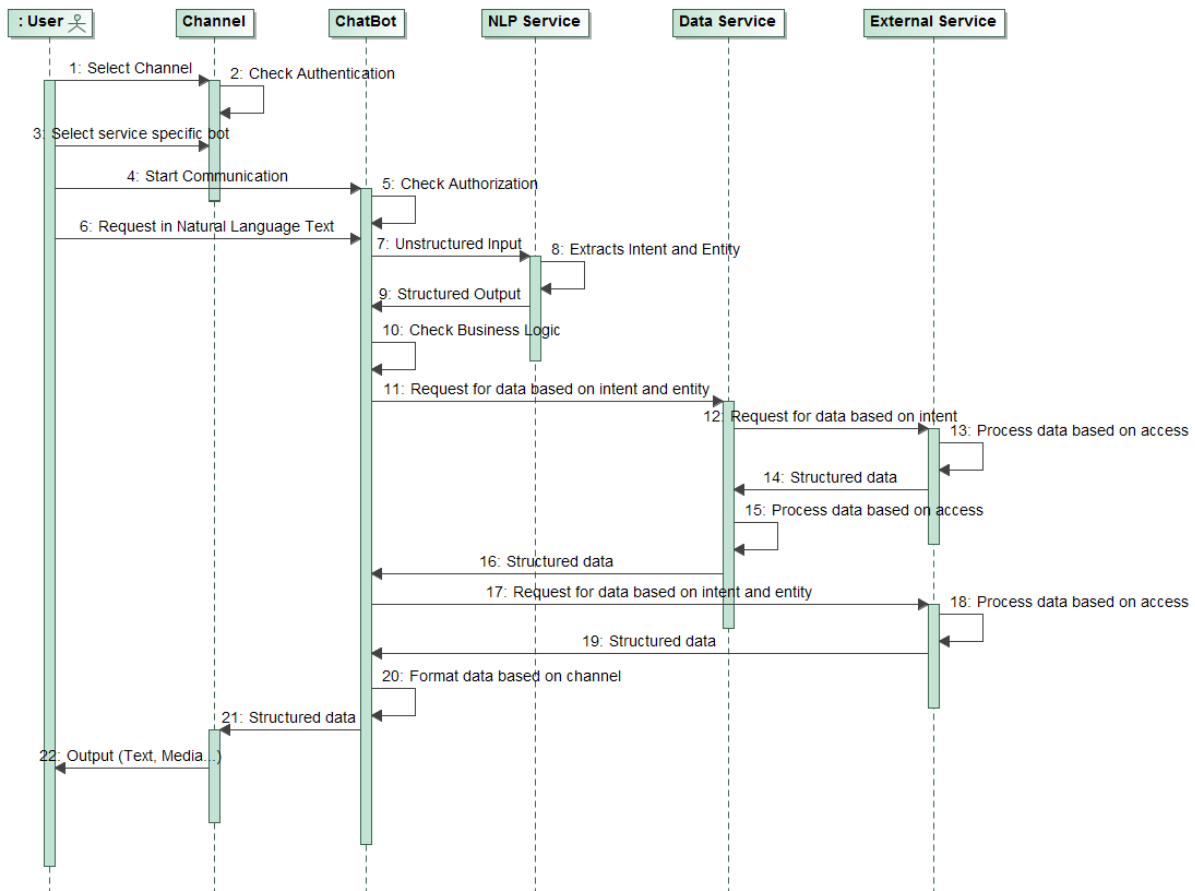 : User
Channel
ChatBot
NLP Service
Data Service
External Service
1: Select Channel
2: Check Authentication
3: Select service specific bot
4: Start Communication
5: Check Authorization
6: Request in Natural Language Text
7: Unstructured Input
8: Extracts Intent and Entity
9: Structured Output
10: Check Business Logic
11: Request for data based on intent and entity
12: Request for data based on intent
13: Process data based on access
14: Structured data
15: Process data based on access
16: Structured data
17: Request for data based on intent and entity
18: Process data based on access
19: Structured data
20: Format data based on channel
21: Structured data
22: Output (Text, Media...)